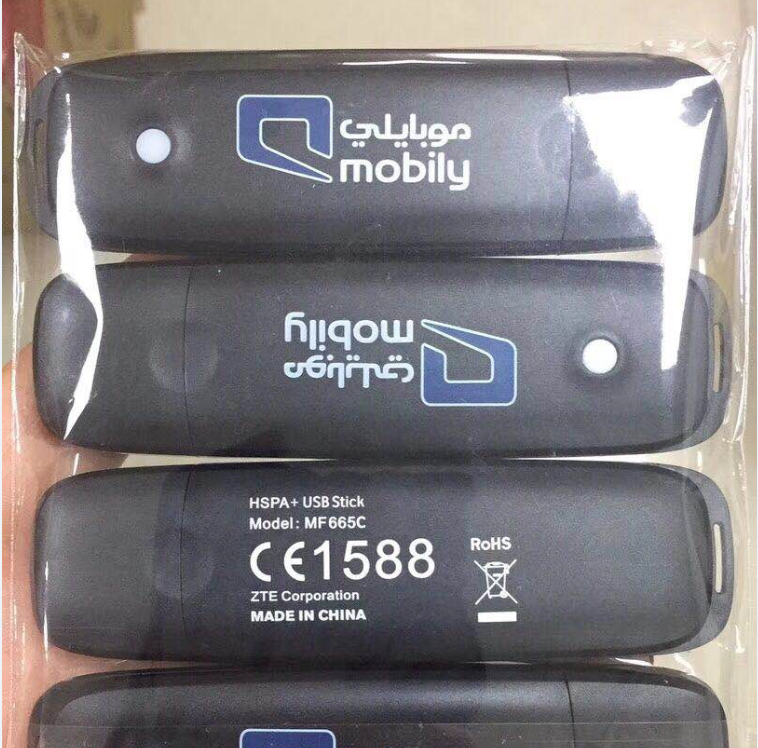 موبايلي
mobily
mobily
موبايلي
HSPA+ USB Stick
Model: MF665C
CE1588
RoHS
ZTE Corporation
MADE IN CHINA